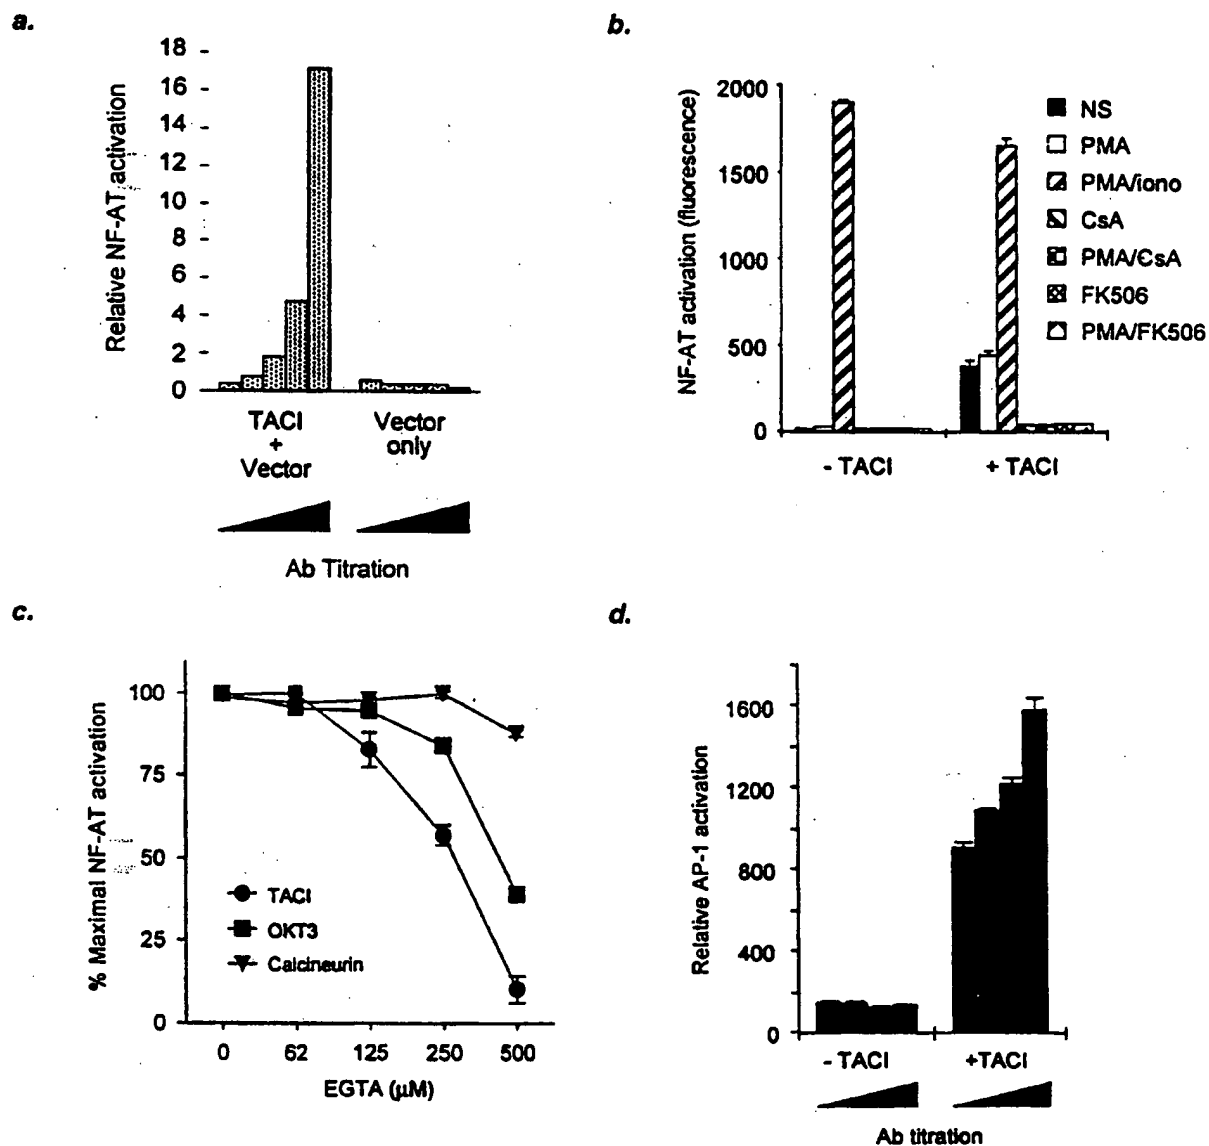 a.
Relative NF-AT activation
18
16
14
12
10
8
6
4
2
0
TACI
+
Vector
Vector
only
Ab Titration
b.
NF-AT activation (fluorescence)
2000
1500
1000
500
0
- TACI
+ TACI
NS
PMA
PMA/iono
CsA
PMA/CsA
FK506
PMA/FK506
c.
% Maximal NF-AT activation
100
75
50
25
0
TACI
OKT3
Calcineurin
0 62 125 250 500
EGTA (µM)
d.
Relative AP-1 activation
1600
1200
800
400
0
- TACI
+TACI
Ab titration